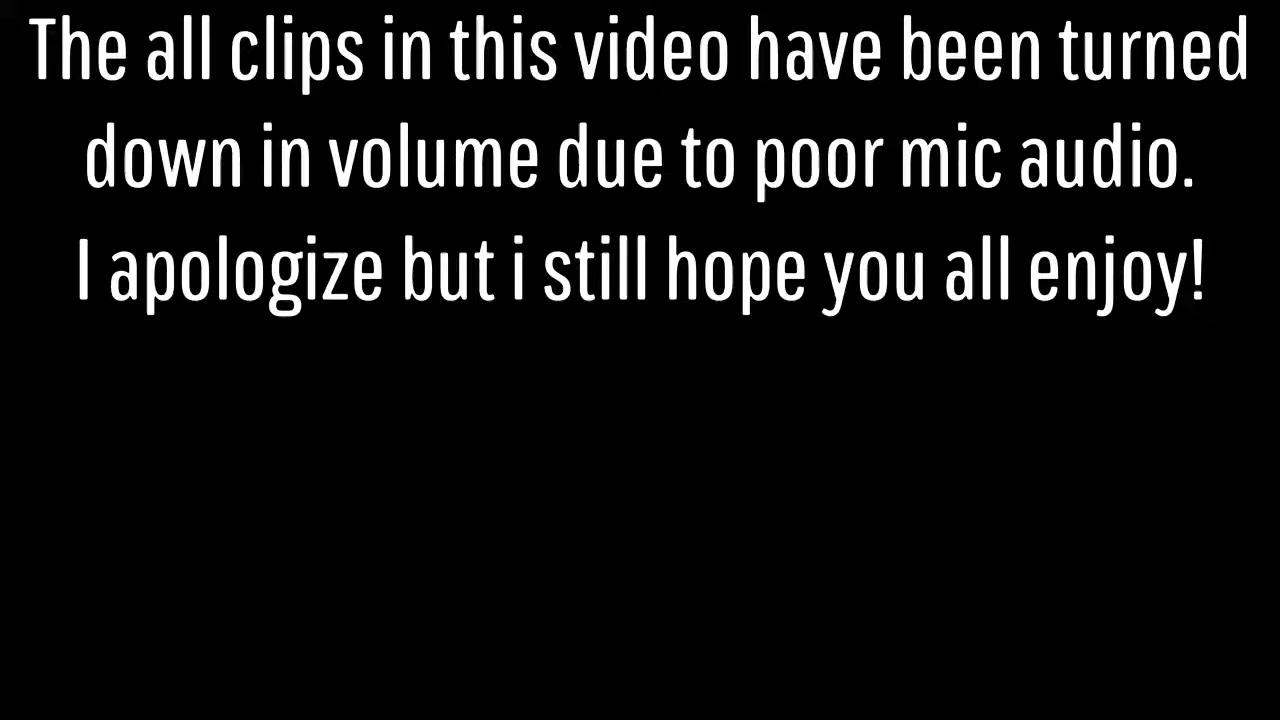 The all clips in this video have been turned
down in volume due to poor mic audio.
I apologize but i still hope you all enjoy!